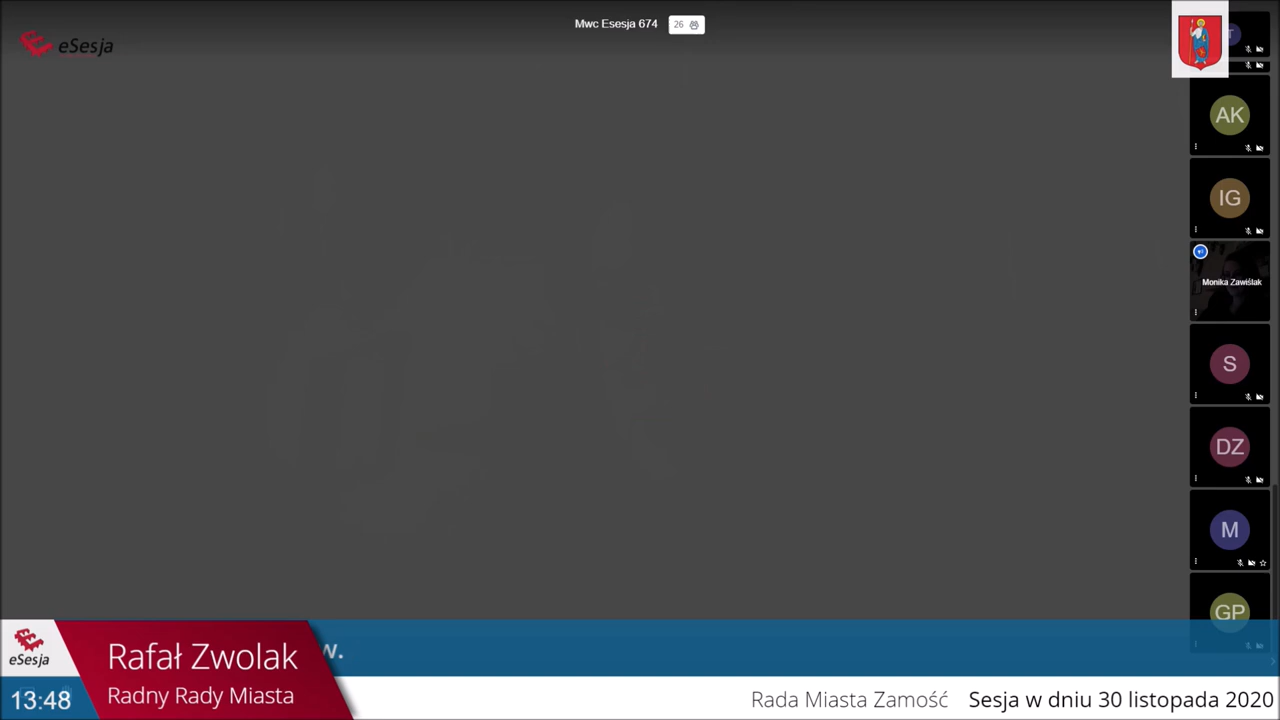 Mwc Esesja 674 26
eSesja
T
AK
IG
Monika Zawiślak
S
DZ
M
GP
w.
eSesja
Rafał Zwolak
Radny Rady Miasta
13:48
Rada Miasta Zamość Sesja w dniu 30 listopada 2020